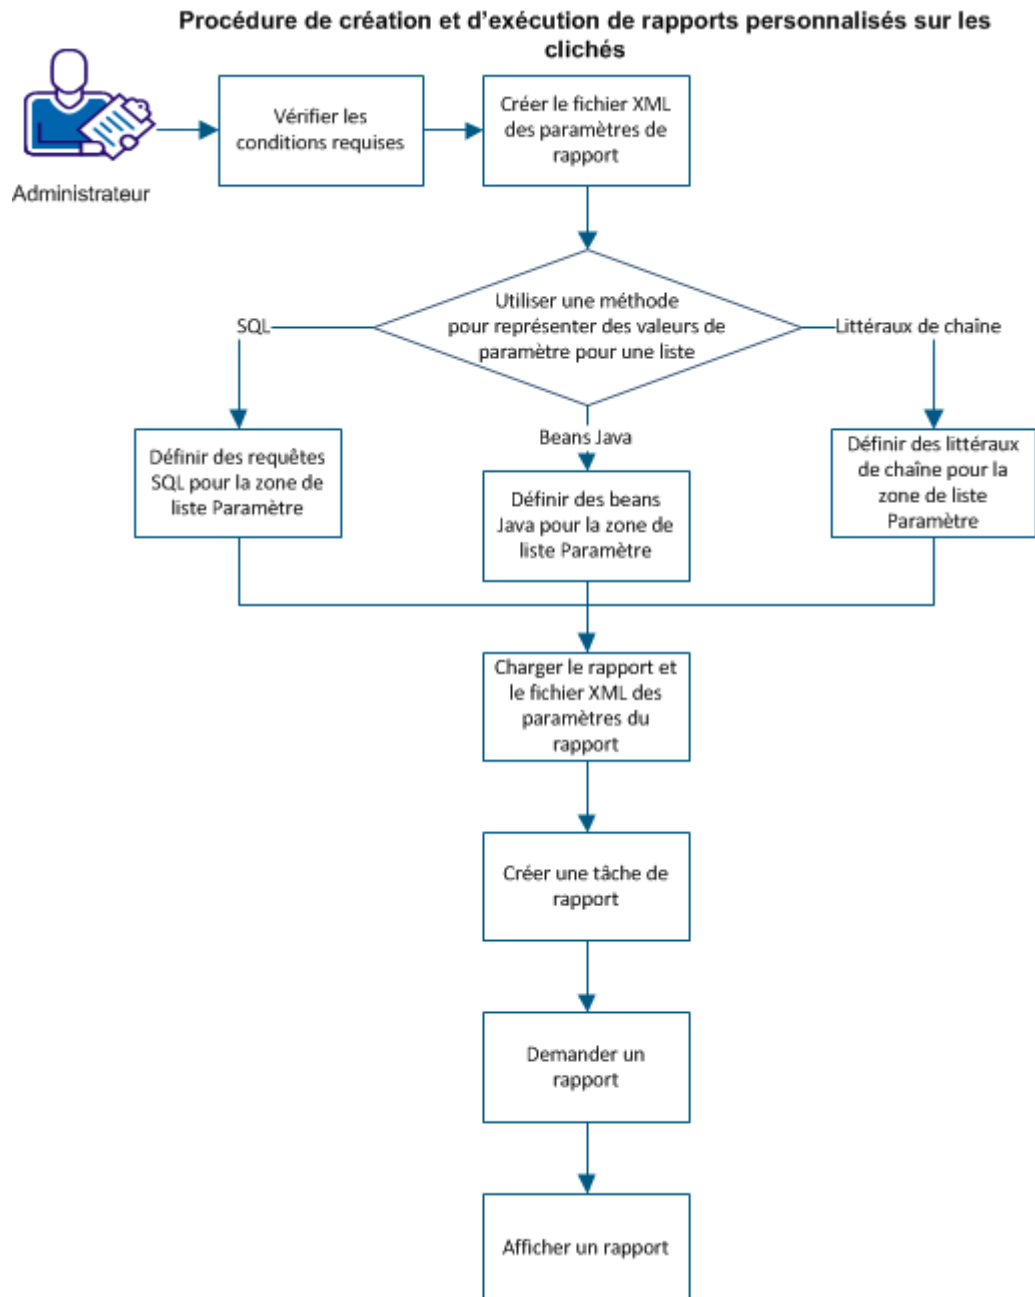 Procédure de création et d’exécution de rapports personnalisés sur les
clichés
Administrateur
Vérifier les
conditions requises
Créer le fichier XML
des paramètres de
rapport
Utiliser une méthode
pour représenter des valeurs de
paramètre pour une liste
SQL
Littéraux de chaîne
Beans Java
Définir des requêtes
SQL pour la zone de
liste Paramètre
Définir des beans
Java pour la zone de
liste Paramètre
Définir des littéraux
de chaîne pour la
zone de liste
Paramètre
Charger le rapport et
le fichier XML des
paramètres du
rapport
Créer une tâche de
rapport
Demander un
rapport
Afficher un rapport